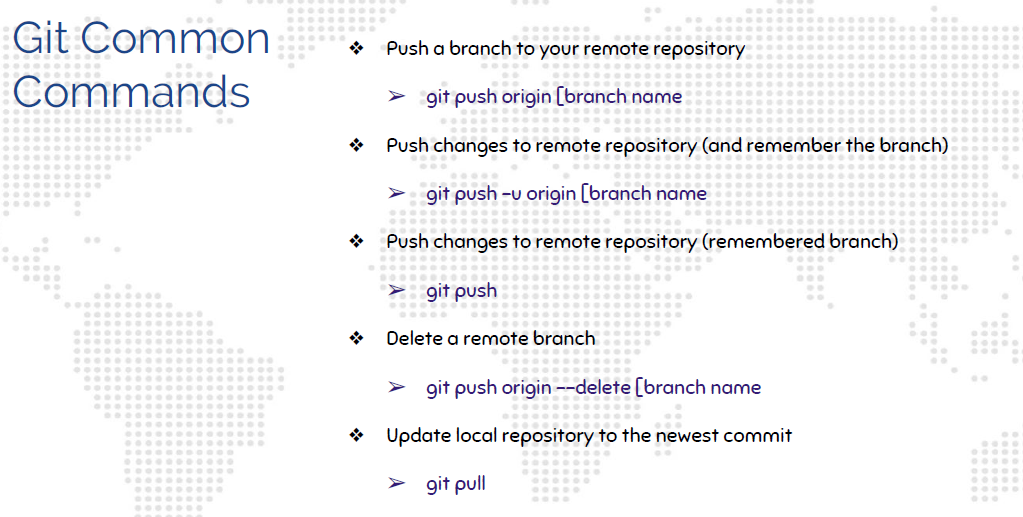 Git Common
Commands
❖ Push a branch to your remote repository
➢ git push origin [branch name
❖ Push changes to remote repository (and remember the branch)
➢ git push -u origin [branch name
❖ Push changes to remote repository (remembered branch)
➢ git push
❖ Delete a remote branch
➢ git push origin --delete [branch name
❖ Update local repository to the newest commit
➢ git pull